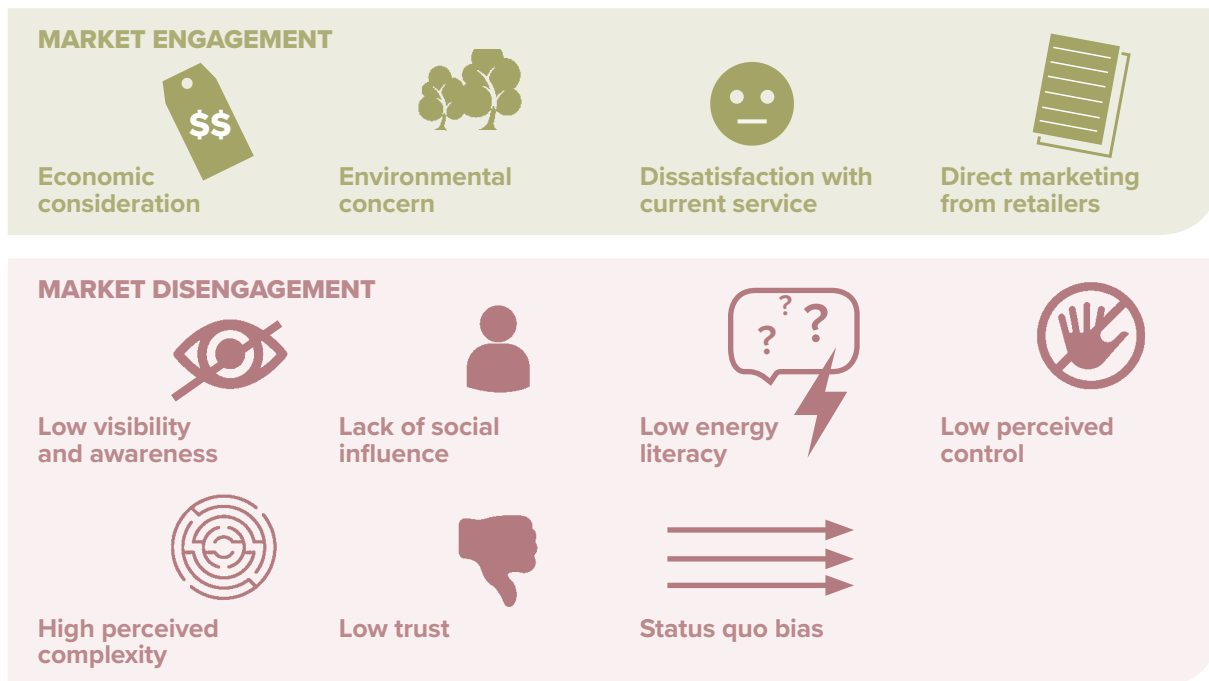 MARKET ENGAGEMENT
$$
Economic
consideration
Environmental
concern
Dissatisfaction with
current service
Direct marketing
from retailers
MARKET DISENGAGEMENT
? ? ?
Low visibility
and awareness
Lack of social
influence
Low energy
literacy
Low perceived
control
High perceived
complexity
Low trust
Status quo bias